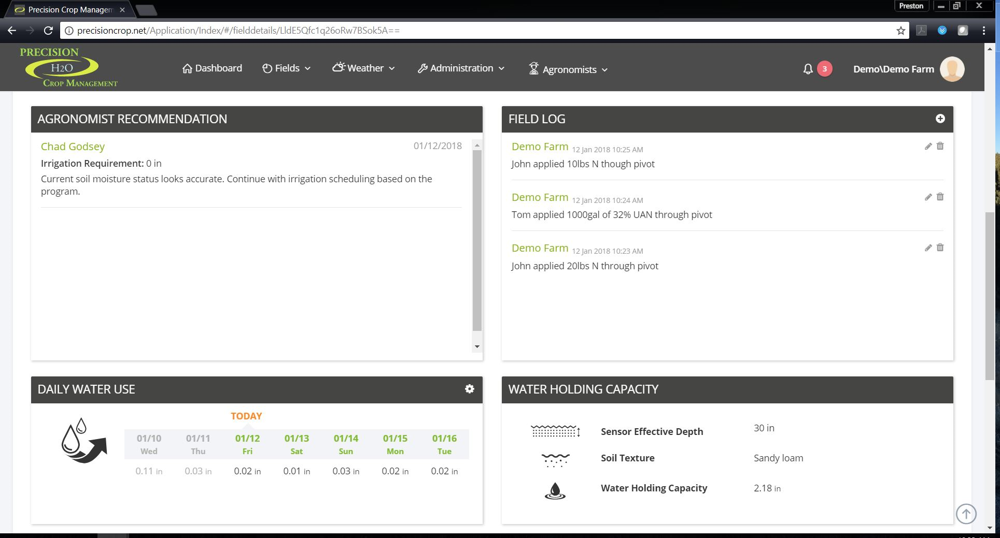 Precision Crop Managem
Preston
precisioncrop.net/Application/Index/#/fielddetails/LldE5Qfc1q26oRw7BSok5A==
PRECISION
H2O
CROP MANAGEMENT
Dashboard
Fields
Weather
Administration
Agronomists
3
Demo\Demo Farm
AGRONOMIST RECOMMENDATION
Chad Godsey 01/12/2018
Irrigation Requirement: 0 in
Current soil moisture status looks accurate. Continue with irrigation scheduling based on the
program.
FIELD LOG
Demo Farm 12 Jan 2018 10:25 AM
John applied 10lbs N though pivot
Demo Farm 12 Jan 2018 10:24 AM
Tom applied 1000gal of 32% UAN through pivot
Demo Farm 12 Jan 2018 10:23 AM
John applied 20lbs N through pivot
DAILY WATER USE
TODAY
01/10 01/11 01/12 01/13 01/14 01/15 01/16
Wed Thu Fri Sat Sun Mon Tue
0.11 in 0.03 in 0.02 in 0.01 in 0.03 in 0.02 in 0.02 in
WATER HOLDING CAPACITY
Sensor Effective Depth 30 in
Soil Texture Sandy loam
Water Holding Capacity 2.18 in